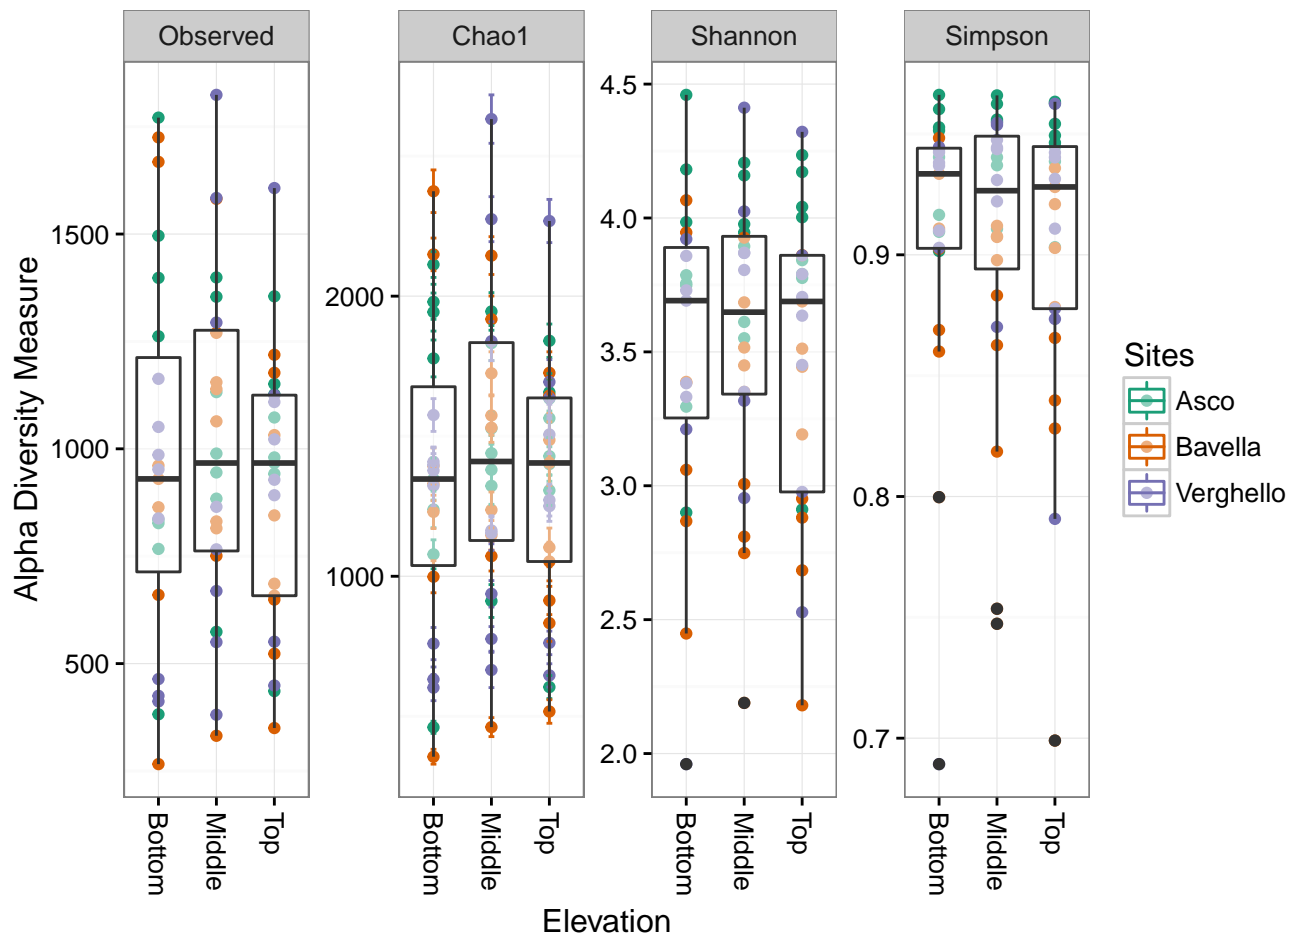 Observed Chao1 Shannon Simpson
Alpha Diversity Measure
1500
1000
500
2000
1000
4.5
4.0
3.5
3.0
2.5
2.0
0.9
0.8
0.7
Bottom Middle Top Bottom Middle Top Bottom Middle Top Bottom Middle Top
Elevation
Sites
Asco
Bavella
Verghello